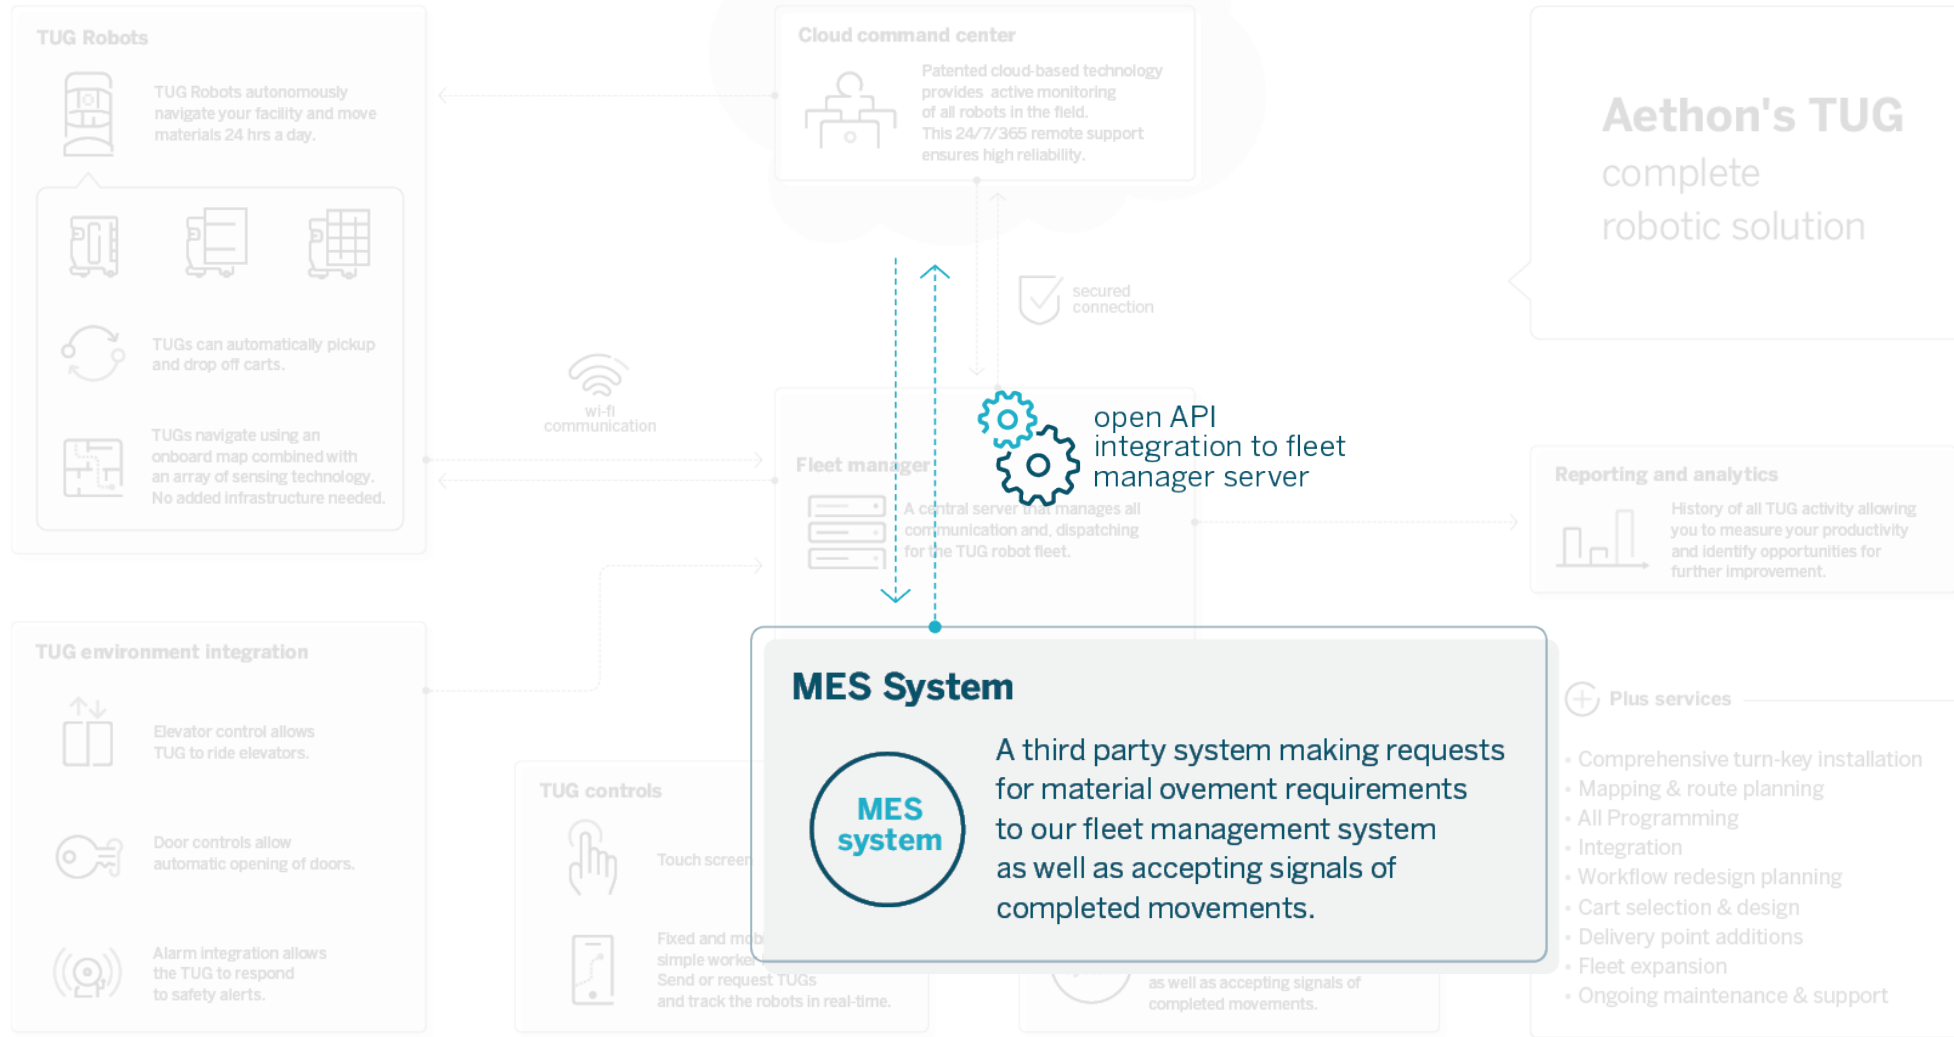 TUG Robots
TUG Robots autonomously
navigate your facility and move
materials 24 hrs a day.
TUGs can automatically pickup
and drop off carts.
TUGs navigate using an
onboard map combined with
an array of sensing technology.
No added infrastructure needed.
wi-fi
communication
Cloud command center
Patented cloud-based technology
provides active monitoring
of all robots in the field.
This 24/7/365 remote support
ensures high reliability.
secured
connection
Aethon's TUG
complete
robotic solution
open API
integration to fleet
manager server
Fleet manager
A central server that manages all
communication and, dispatching
for the TUG robot fleet.
Reporting and analytics
History of all TUG activity allowing
you to measure your productivity
and identify opportunities for
further improvement.
TUG environment integration
Elevator control allows
TUG to ride elevators.
Door controls allow
automatic opening of doors.
Alarm integration allows
the TUG to respond
to safety alerts.
TUG controls
Touch screen
Fixed and
simple worker
Send or request TUGs
and track the robots in real-time.
MES System
MES
system
A third party system making requests
for material ovement requirements
to our fleet management system
as well as accepting signals of
completed movements.
as well as accepting signals of
completed movements.
Plus services
• Comprehensive turn-key installation
• Mapping & route planning
• All Programming
• Integration
• Workflow redesign planning
• Cart selection & design
• Delivery point additions
• Fleet expansion
• Ongoing maintenance & support